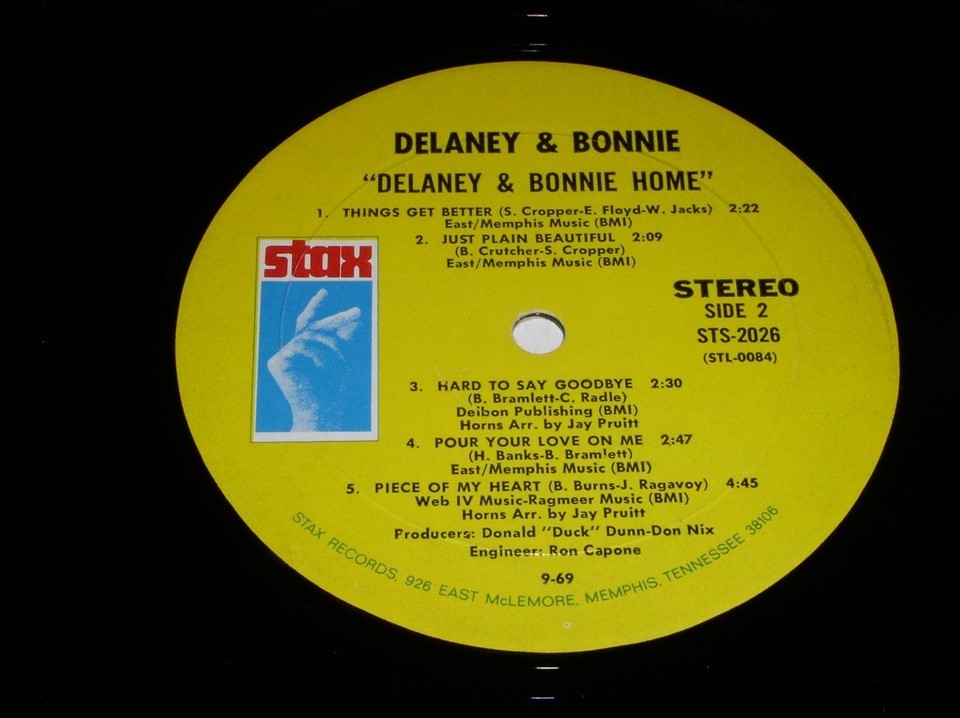 DELANEY & BONNIE
"DELANEY & BONNIE HOME"
1. THINGS GET BETTER (S. Cropper-E. Floyd-W. Jacks) 2:22
East/Memphis Music (BMI)
2. JUST PLAIN BEAUTIFUL 2:09
(B. Crutcher-S. Cropper)
East/Memphis Music (BMI)
stax
STEREO
SIDE 2
STS-2026
(STL-0084)
3. HARD TO SAY GOODBYE 2:30
(B. Bramlett-C. Radle)
Deibon Publishing (BMI)
Horns Arr. by Jay Pruitt
4. POUR YOUR LOVE ON ME 2:47
(H. Banks-B. Bramlett)
East/Memphis Music (BMI)
5. PIECE OF MY HEART (B. Burns-J. Ragavoy) 4:45
Web IV Music-Ragmeer Music (BMI)
Horns Arr. by Jay Pruitt
Producers: Donald "Duck" Dunn-Don Nix
Engineer: Ron Capone
9-69
STAX RECORDS, 926 EAST McLEMORE, MEMPHIS, TENNESSEE 38106